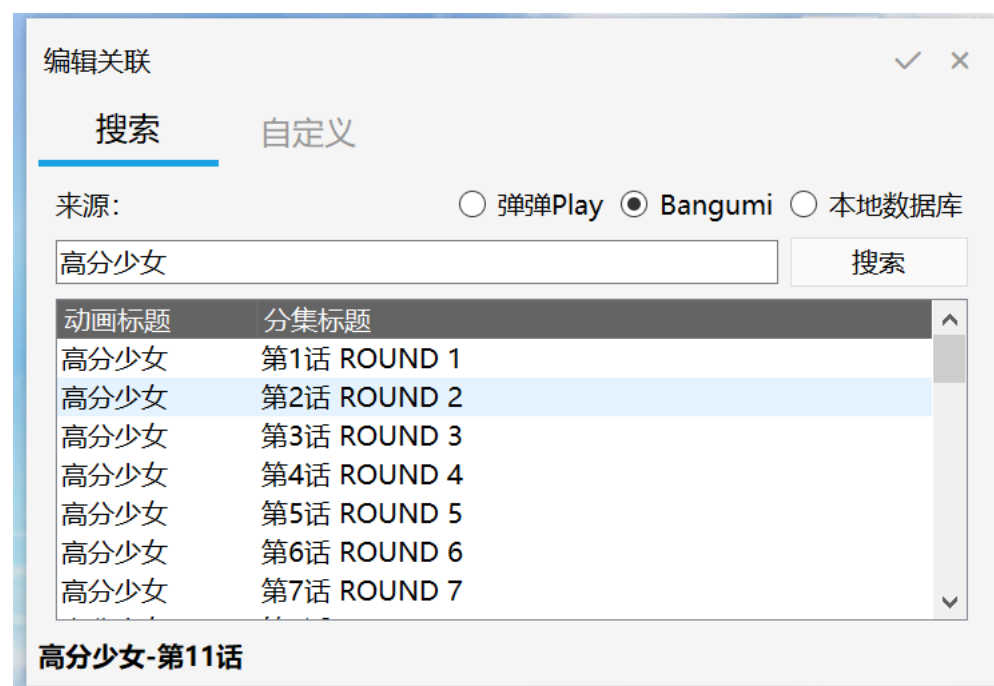 编辑关联
搜索 自定义
来源: 弹弹Play Bangumi 本地数据库
高分少女 搜索
动画标题 分集标题
高分少女 第1话 ROUND 1
高分少女 第2话 ROUND 2
高分少女 第3话 ROUND 3
高分少女 第4话 ROUND 4
高分少女 第5话 ROUND 5
高分少女 第6话 ROUND 6
高分少女 第7话 ROUND 7
高分少女-第11话